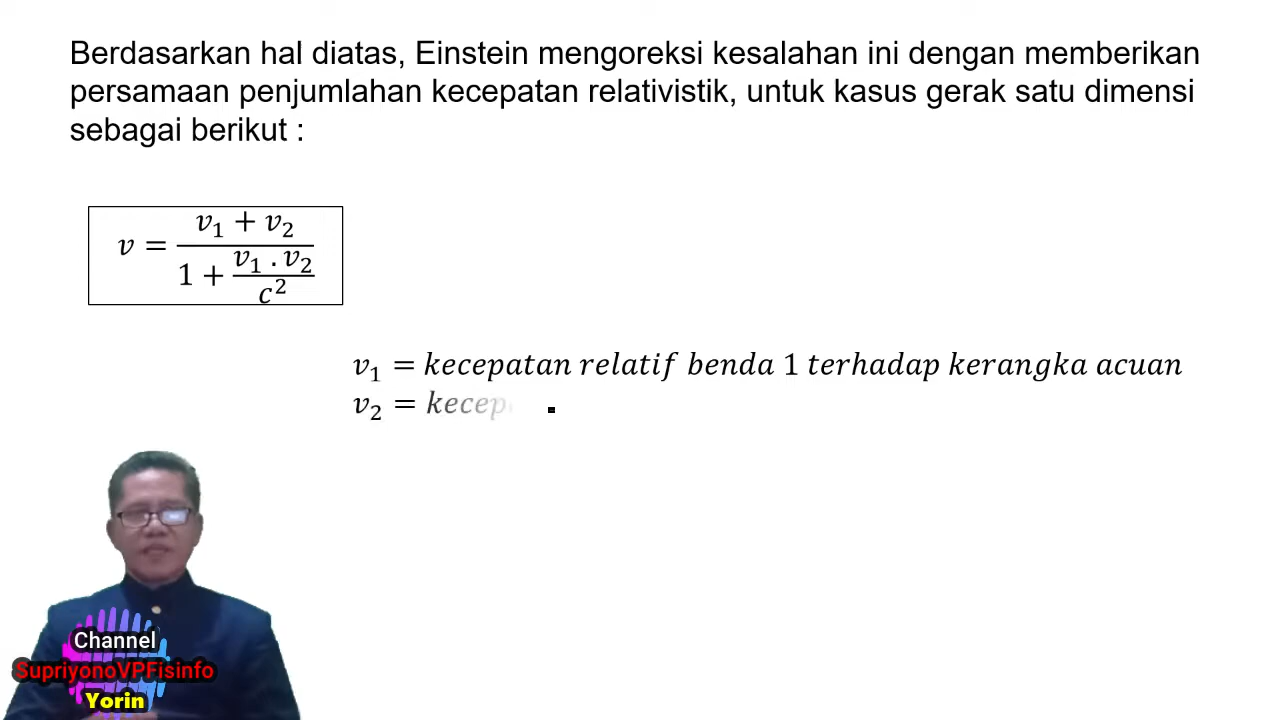 Berdasarkan hal diatas, Einstein mengoreksi kesalahan ini dengan memberikan
persamaan penjumlahan kecepatan relativistik, untuk kasus gerak satu dimensi
sebagai berikut :
v = (v₁ + v₂) / (1 + (v₁ . v₂) / c²)
v₁ = kecepatan relatif benda 1 terhadap kerangka acuan
v₂ = kecep
Channel
SupriyonoVPFisinfo
Yorin